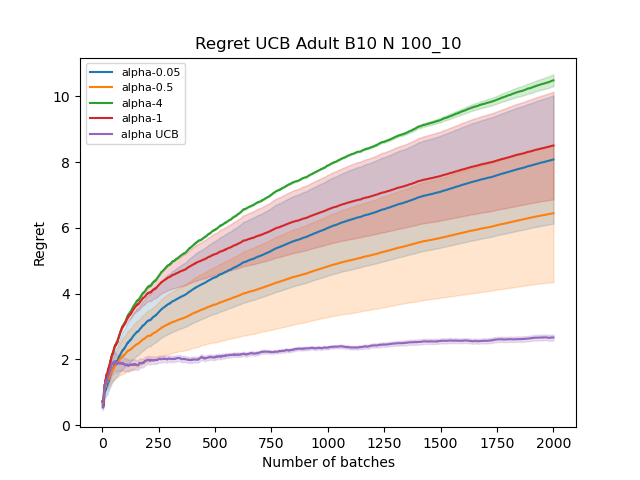 Regret UCB Adult B10 N 100_10
alpha-0.05
alpha-0.5
alpha-4
alpha-1
alpha UCB
Regret
10
8
6
4
2
0
0 250 500 750 1000 1250 1500 1750 2000
Number of batches